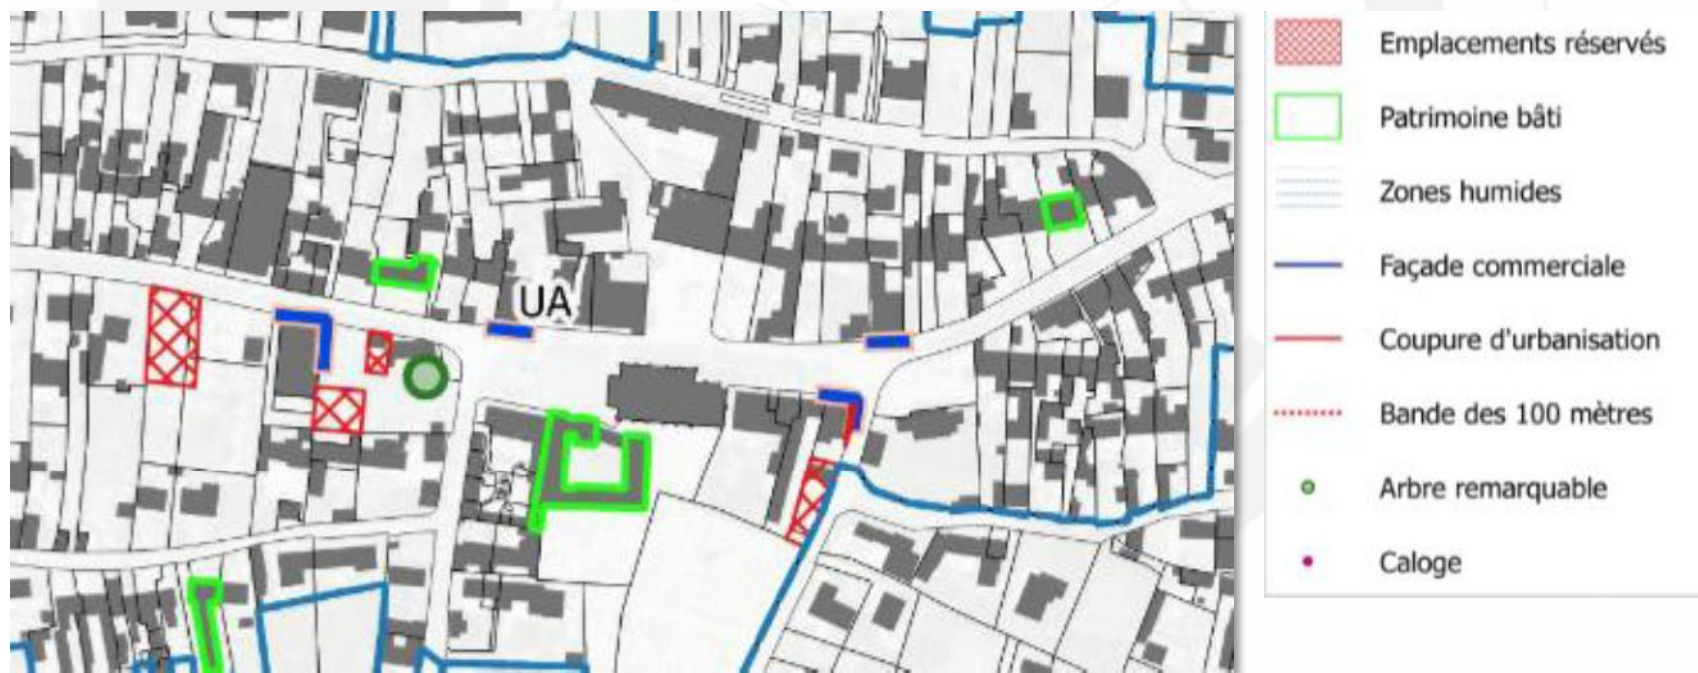 UA
Emplacements réservés
Patrimoine bâti
Zones humides
Façade commerciale
Coupure d'urbanisation
Bande des 100 mètres
Arbre remarquable
Caloge